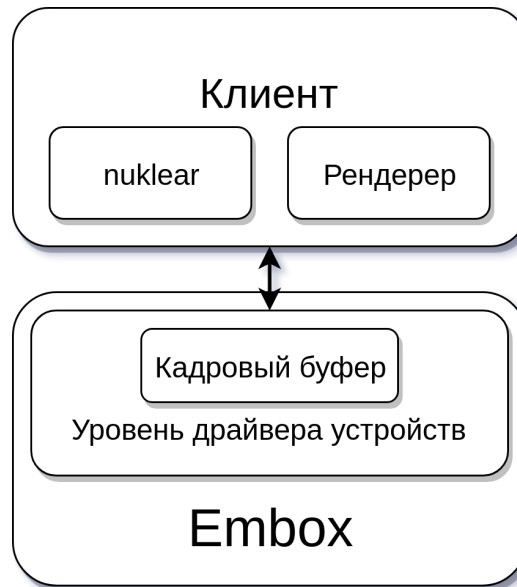 Клиент
nuklear
Рендерер
Кадровый буфер
Уровень драйвера устройств
Embox